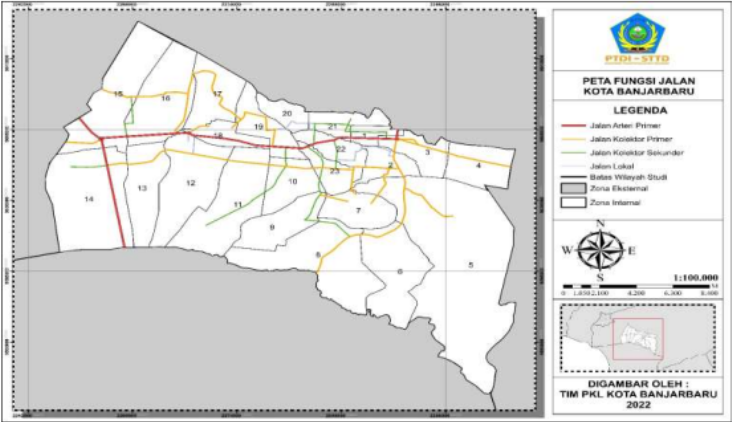 PTDI - STTD
PETA FUNGSI JALAN
KOTA BANJARBARU
LEGENDA
Jalan Arteri Primer
Jalan Kolektor Primer
Jalan Kolektor Sekunder
Jalan Lokal
Batas Wilayah Studi
Zona Eksternal
Zona Internal
N
W E
S
1:100,000
DIGAMBAR OLEH :
TIM PKL KOTA BANJARBARU
2022
15
16
17
18
19
20
21
1
22
2
3
4
23
14
13
12
11
10
9
7
8
6
5